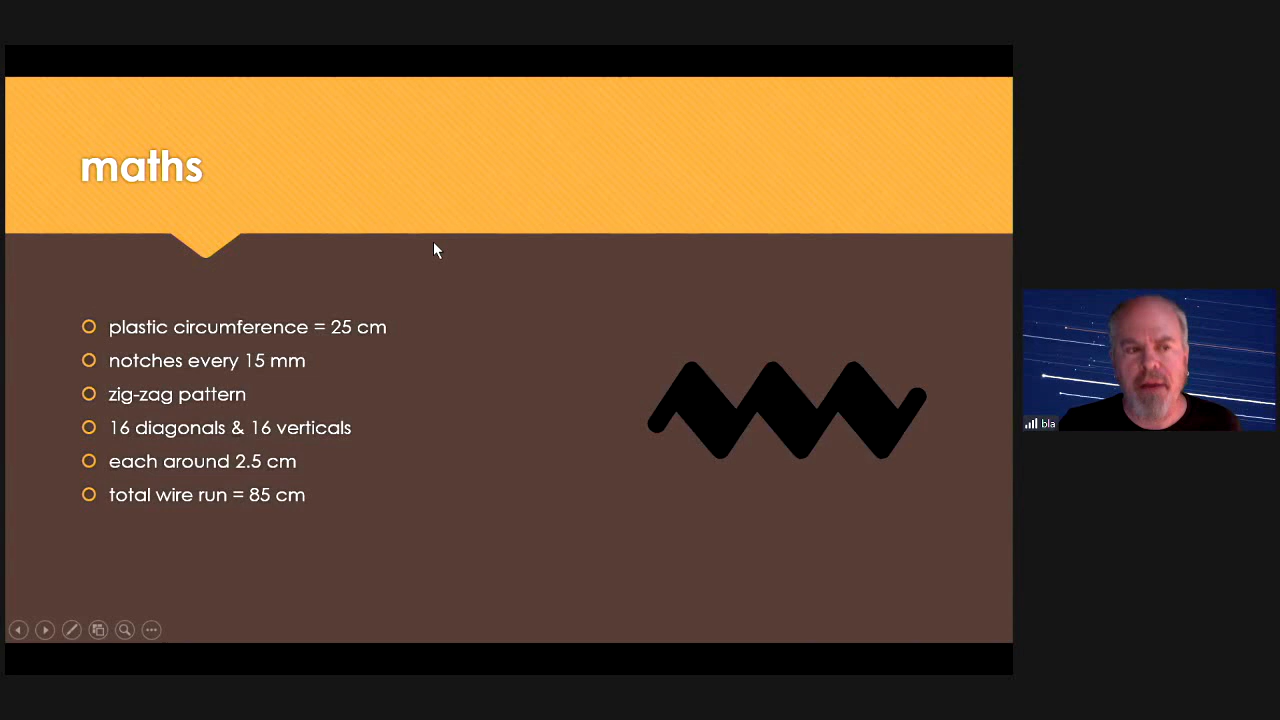 maths
plastic circumference = 25 cm
notches every 15 mm
zig-zag pattern
16 diagonals & 16 verticals
each around 2.5 cm
total wire run = 85 cm
bla